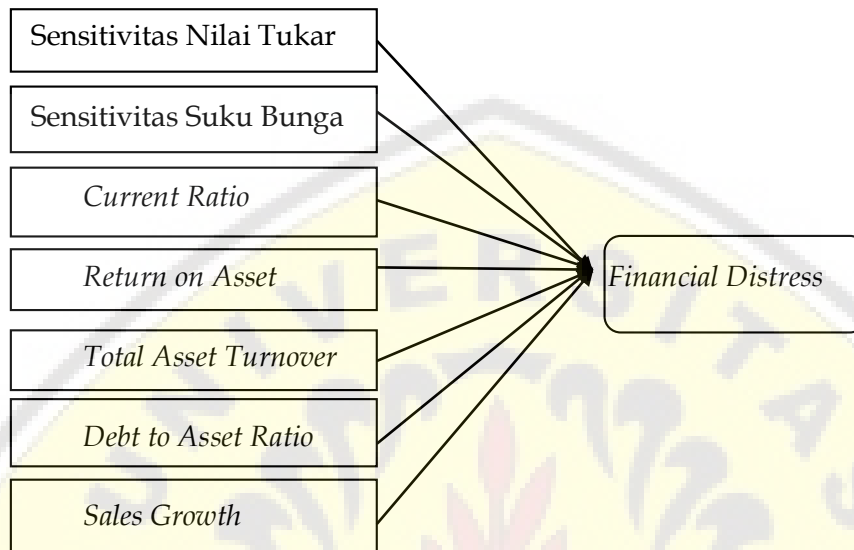 Sensitivitas Nilai Tukar
Sensitivitas Suku Bunga
Current Ratio
Return on Asset
Financial Distress
Total Asset Turnover
Debt to Asset Ratio
Sales Growth
UNIVERSITAS